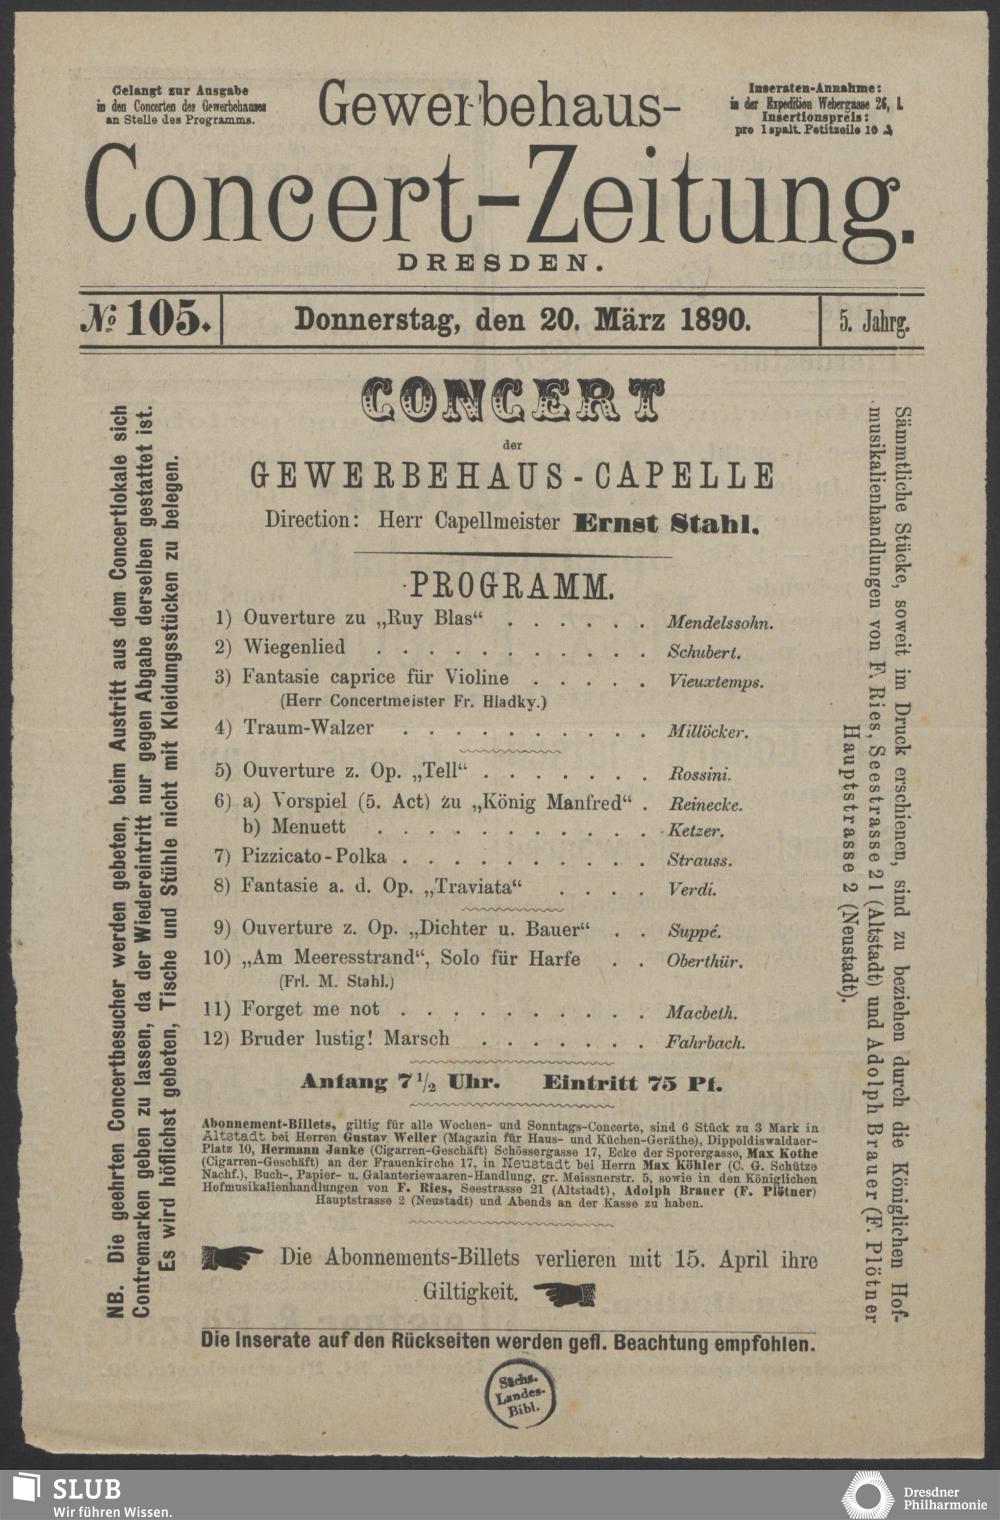 Gelangt zur Ausgabe
in den Concerten des Gewerbehauses
an Stelle des Programms.
Gewerbehaus-
Inseraten-Annahme:
in der Expedition Webergasse 26, I.
Insertionspreis:
pro 1 spalt. Petitzeile 10
Concert-Zeitung.
DRESDEN.
No. 105.
Donnerstag, den 20. März 1890.
5. Jahrg.
CONCERT
der
GEWERBEHAUS-CAPELLE
Direction: Herr Capellmeister Ernst Stahl.
PROGRAMM.
1) Ouverture zu „Ruy Blas“ . . . . . . Mendelssohn.
2) Wiegenlied . . . . . . . . . . . Schubert.
3) Fantasie caprice für Violine . . . . . Vieuxtemps.
(Herr Concertmeister Fr. Hladky.)
4) Traum-Walzer . . . . . . . . . . Millöcker.
5) Ouverture z. Op. „Tell“ . . . . . . . Rossini.
6) a) Vorspiel (5. Act) zu „König Manfred“ . Reinecke.
b) Menuett . . . . . . . . . . . Ketzer.
7) Pizzicato-Polka . . . . . . . . . . Strauss.
8) Fantasie a. d. Op. „Traviata“ . . . . Verdi.
9) Ouverture z. Op. „Dichter u. Bauer“ . . Suppé.
10) „Am Meeresstrand“, Solo für Harfe . . Oberthür.
(Frl. M. Stahl.)
11) Forget me not . . . . . . . . . . Macbeth.
12) Bruder lustig! Marsch . . . . . . . Fahrbach.
Anfang 7 1/2 Uhr. Eintritt 75 Pf.
Abonnement-Billets, giltig für alle Wochen- und Sonntags-Concerte, sind 6 Stück zu 3 Mark in
Altstadt bei Herren Gustav Weller (Magazin für Haus- und Küchen-Geräthe), Dippoldiswaldaer-
Platz 10, Hermann Janke (Cigarren-Geschäft) Schössergasse 17, Ecke der Sporergasse, Max Kothe
(Cigarren-Geschäft) an der Frauenkirche 17, in Neustadt bei Herrn Max Köhler (C. G. Schütze
Nachf.), Buch-, Papier- u. Galanteriewaaren-Handlung, gr. Meissnerstr. 5, sowie in den Königlichen
Hofmusikalienhandlungen von F. Ries, Seestrasse 21 (Altstadt), Adolph Brauer (F. Plötner)
Hauptstrasse 2 (Neustadt) und Abends an der Kasse zu haben.
Die Abonnements-Billets verlieren mit 15. April ihre
Giltigkeit.
Die Inserate auf den Rückseiten werden gefl. Beachtung empfohlen.
NB. Die geehrten Concertbesucher werden gebeten, beim Austritt aus dem Concertlokale sich
Contremarken geben zu lassen, da der Wiedereintritt nur gegen Abgabe derselben gestattet ist.
Es wird höflichst gebeten, Tische und Stühle nicht mit Kleidungsstücken zu belegen.
Sämmtliche Stücke, soweit im Druck erschienen, sind zu beziehen durch die Königlichen Hof-
musikalienhandlungen von F. Ries, Seestrasse 21 (Altstadt) und Adolph Brauer (F. Plötner
Hauptstrasse 2 (Neustadt).
Sächs.
Landes-
Bibl.
SLUB
Wir führen Wissen.
Dresdner
Philharmonie